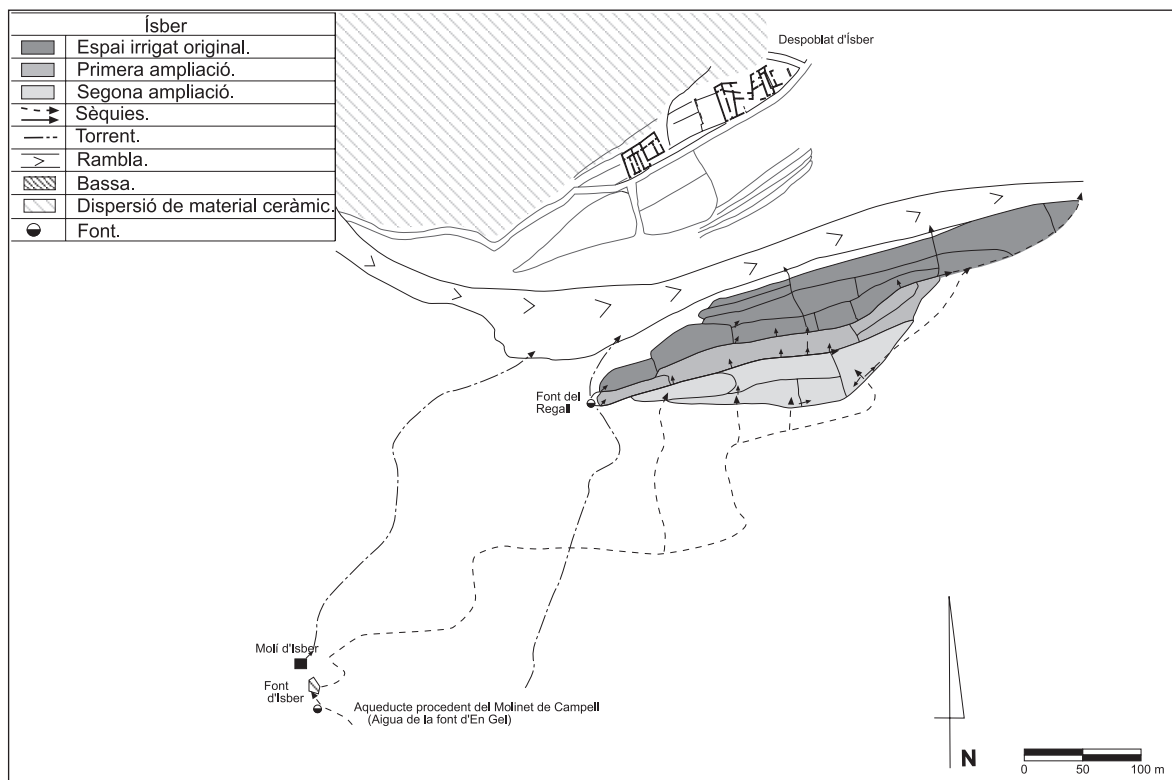 Ísber
Espai irrigat original.
Primera ampliació.
Segona ampliació.
Sèquies.
Torrent.
Rambla.
Bassa.
Dispersió de material ceràmic.
Font.
Despoblat d'Ísber
Font del
Regall
Molí d'Isber
Font
d'Isber
Aqueducte procedent del Molinet de Campell
(Aigua de la font d'En Gel)
N
0 50 100 m